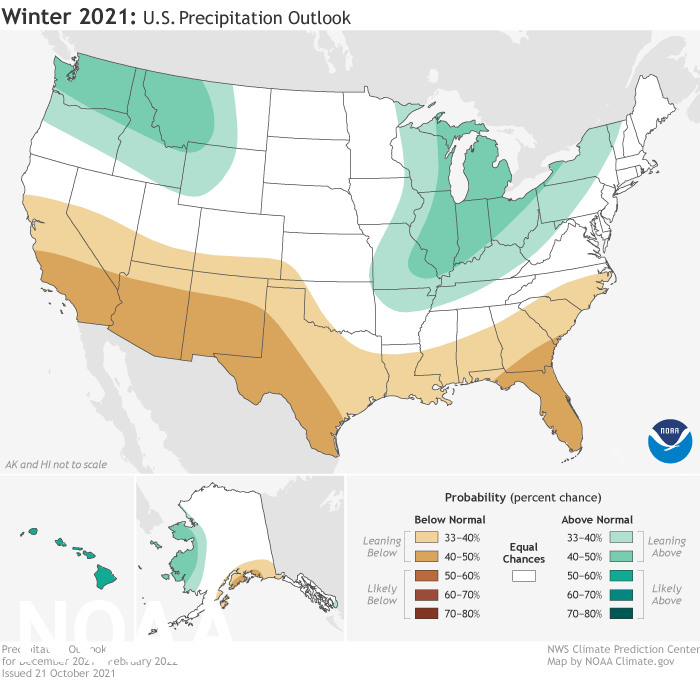 Winter 2021: U.S. Precipitation Outlook
NOAA
AK and HI not to scale
Probability (percent chance)
Below Normal
Above Normal
Leaning
Below
33–40%
40–50%
Likely
Below
50–60%
60–70%
70–80%
Equal
Chances
33–40%
40–50%
Leaning
Above
50–60%
60–70%
70–80%
Likely
Above
NOAA
Outlook
for December 2021 February 2022
Issued 21 October 2021
NWS Climate Prediction Center
Map by NOAA Climate.gov